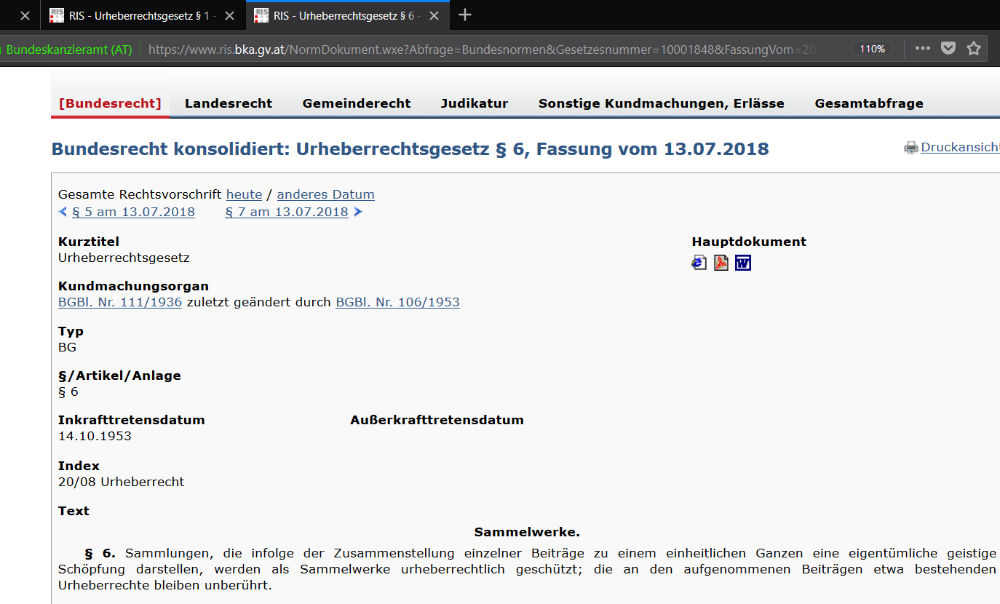 RIS - Urheberrechtsgesetz § 1 -
RIS - Urheberrechtsgesetz § 6 -
Bundeskanzleramt (AT) https://www.ris.bka.gv.at/NormDokument.wxe?Abfrage=Bundesnormen&Gesetzesnummer=10001848&FassungVom=20 110%
[Bundesrecht] Landesrecht Gemeinderecht Judikatur Sonstige Kundmachungen, Erlässe Gesamtabfrage
Bundesrecht konsolidiert: Urheberrechtsgesetz § 6, Fassung vom 13.07.2018
Druckansicht
Gesamte Rechtsvorschrift heute / anderes Datum
§ 5 am 13.07.2018 § 7 am 13.07.2018
Kurztitel
Urheberrechtsgesetz
Hauptdokument
Kundmachungsorgan
BGBl. Nr. 111/1936 zuletzt geändert durch BGBl. Nr. 106/1953
Typ
BG
§/Artikel/Anlage
§ 6
Inkrafttretensdatum
14.10.1953
Außerkrafttretensdatum
Index
20/08 Urheberrecht
Text
Sammelwerke.
§ 6. Sammlungen, die infolge der Zusammenstellung einzelner Beiträge zu einem einheitlichen Ganzen eine eigentümliche geistige
Schöpfung darstellen, werden als Sammelwerke urheberrechtlich geschützt; die an den aufgenommenen Beiträgen etwa bestehenden
Urheberrechte bleiben unberührt.